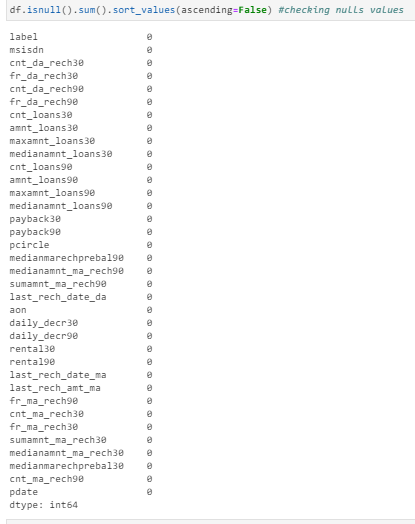 df.isnull().sum().sort_values(ascending=False) #checking nulls values
label 0
msisdn 0
cnt_da_rech30 0
fr_da_rech30 0
cnt_da_rech90 0
fr_da_rech90 0
cnt_loans30 0
amnt_loans30 0
maxamnt_loans30 0
medianamnt_loans30 0
cnt_loans90 0
amnt_loans90 0
maxamnt_loans90 0
medianamnt_loans90 0
payback30 0
payback90 0
pcircle 0
medianmarechprebal90 0
medianamnt_ma_rech90 0
sumamnt_ma_rech90 0
last_rech_date_da 0
aon 0
daily_decr30 0
daily_decr90 0
rental30 0
rental90 0
last_rech_date_ma 0
last_rech_amt_ma 0
fr_ma_rech90 0
cnt_ma_rech30 0
fr_ma_rech30 0
sumamnt_ma_rech30 0
medianamnt_ma_rech30 0
medianmarechprebal30 0
cnt_ma_rech90 0
pdate 0
dtype: int64